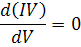 d(IV)/dV = 0